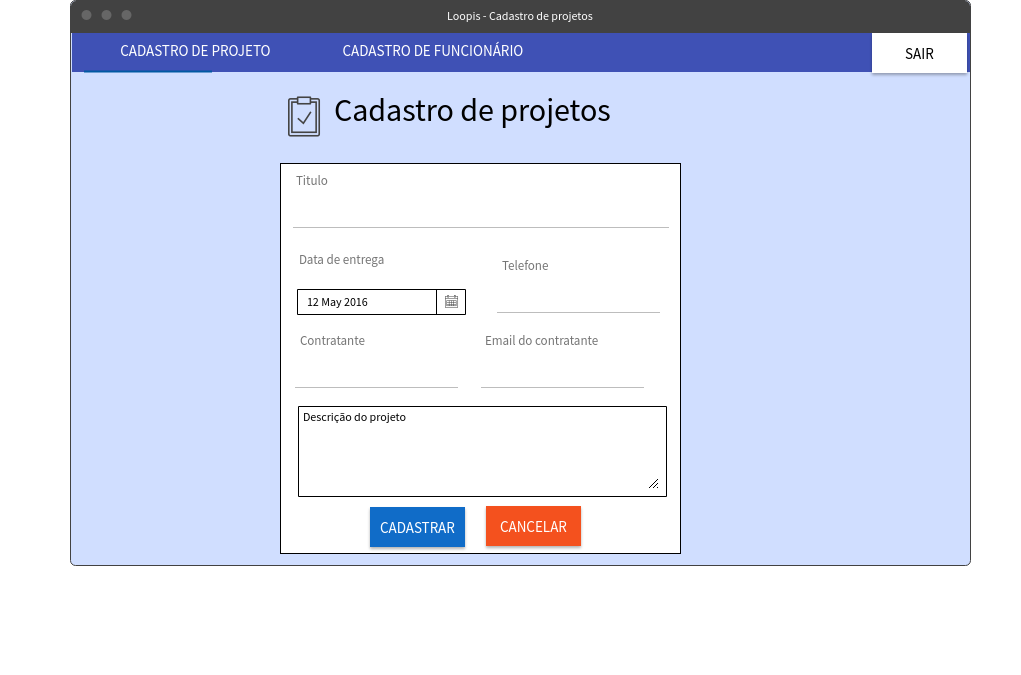 Loopis - Cadastro de projetos
CADASTRO DE PROJETO
CADASTRO DE FUNCIONÁRIO
SAIR
Cadastro de projetos
Titulo
Data de entrega
Telefone
12 May 2016
Contratante
Email do contratante
Descrição do projeto
CADASTRAR
CANCELAR